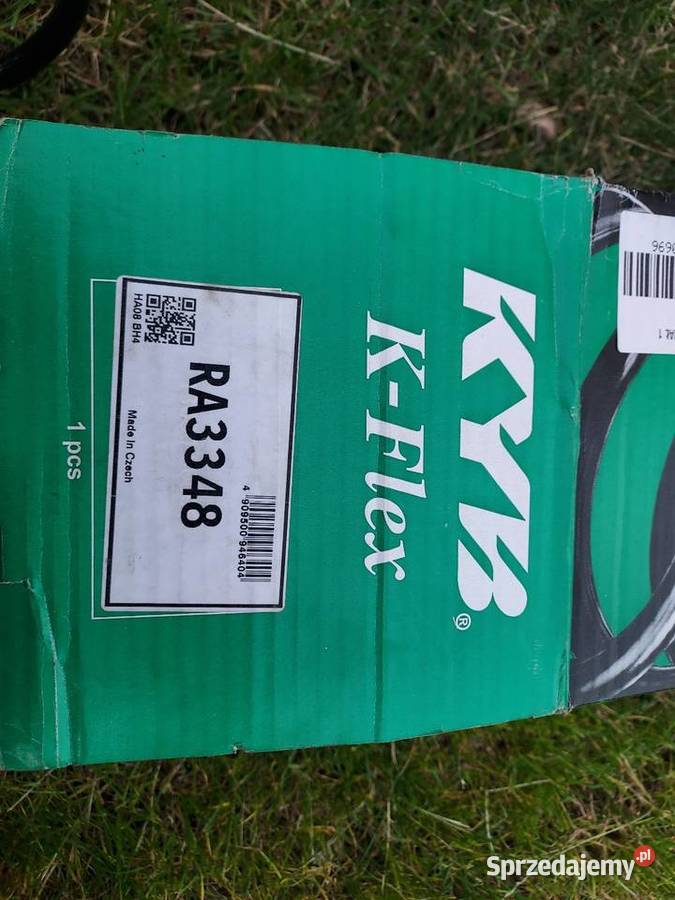 KYB®
K-Flex
HA08 BH4
RA3348
4 909500 946404
Made In Czech
1 pcs
Sprzedajemy.pl